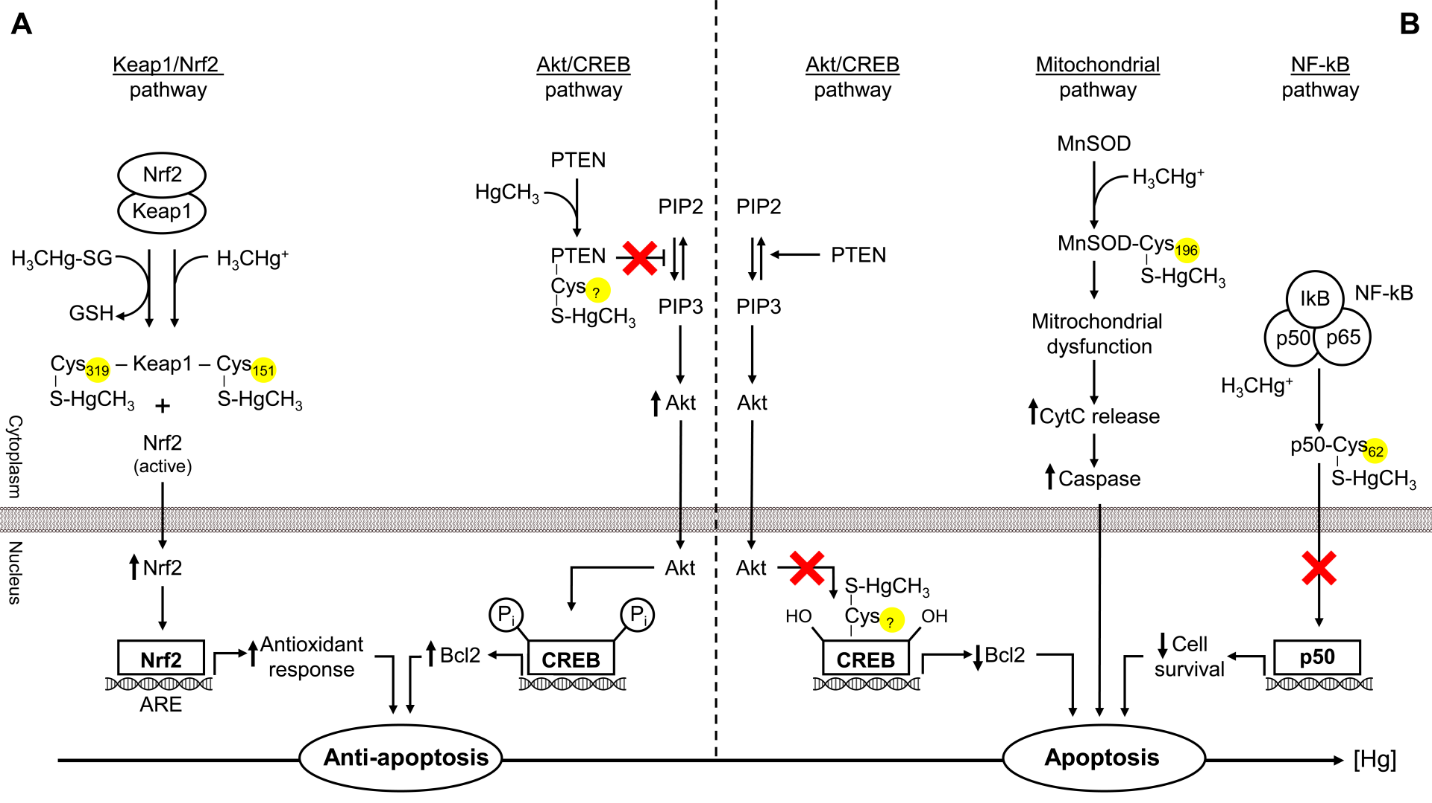 A
B
Keap1/Nrf2
pathway
Akt/CREB
pathway
Akt/CREB
pathway
Mitochondrial
pathway
NF-kB
pathway
Nrf2
Keap1
H₃CHg-SG
H₃CHg⁺
GSH
Cys319 – Keap1 – Cys151
S-HgCH₃
S-HgCH₃
+
Nrf2
(active)
Cytoplasm
Nucleus
Nrf2
Nrf2
ARE
Antioxidant
response
PTEN
HgCH₃
PTEN
Cys?
S-HgCH₃
PIP2
PIP3
Akt
Akt
Pi
Pi
CREB
Bcl2
PIP2
PTEN
PIP3
Akt
Akt
S-HgCH₃
Cys?
HO
OH
CREB
Bcl2
MnSOD
H₃CHg⁺
MnSOD-Cys196
S-HgCH₃
Mitrochondrial
dysfunction
CytC release
Caspase
IkB
NF-kB
p50
p65
H₃CHg⁺
p50-Cys62
S-HgCH₃
Cell
survival
p50
Anti-apoptosis
Apoptosis
[Hg]